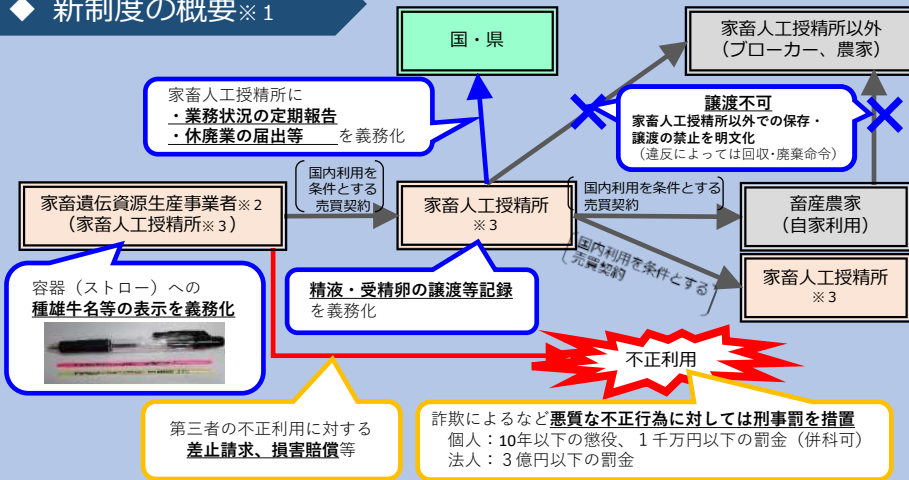 ◆ 新制度の概要※1
国・県
家畜人工授精所以外
（ブローカー、農家）
家畜人工授精所に
・業務状況の定期報告
・休廃業の届出等 を義務化
譲渡不可
家畜人工授精所以外での保存・
譲渡の禁止を明文化
（違反によっては回収・廃棄命令）
家畜遺伝資源生産事業者※2
（家畜人工授精所※3）
国内利用を
条件とする
売買契約
家畜人工授精所
※3
国内利用を条件とする
売買契約
畜産農家
（自家利用）
国内利用を条件とする
売買契約
家畜人工授精所
※3
容器（ストロー）への
種雄牛名等の表示を義務化
精液・受精卵の譲渡等記録
を義務化
不正利用
第三者の不正利用に対する
差止請求、損害賠償等
詐欺によるなど悪質な不正行為に対しては刑事罰を措置
個人：10年以下の懲役、１千万円以下の罰金（併科可）
法人：３億円以下の罰金